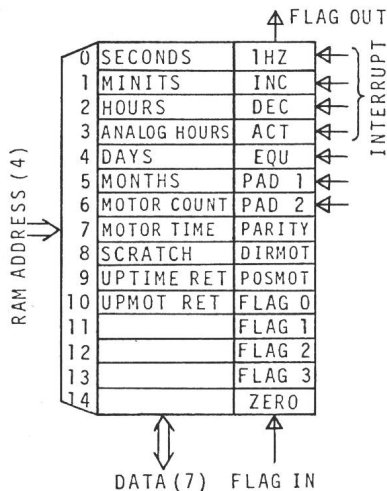 FLAG OUT
0 SECONDS 1HZ
1 MINITS INC
2 HOURS DEC
3 ANALOG HOURS ACT
4 DAYS EQU
5 MONTHS PAD 1
6 MOTOR COUNT PAD 2
7 MOTOR TIME PARITY
8 SCRATCH DIRMOT
9 UPTIME RET POSMOT
10 UPMOT RET FLAG 0
11 FLAG 1
12 FLAG 2
13 FLAG 3
14 ZERO
INTERRUPT
RAM ADDRESS (4)
DATA (7) FLAG IN